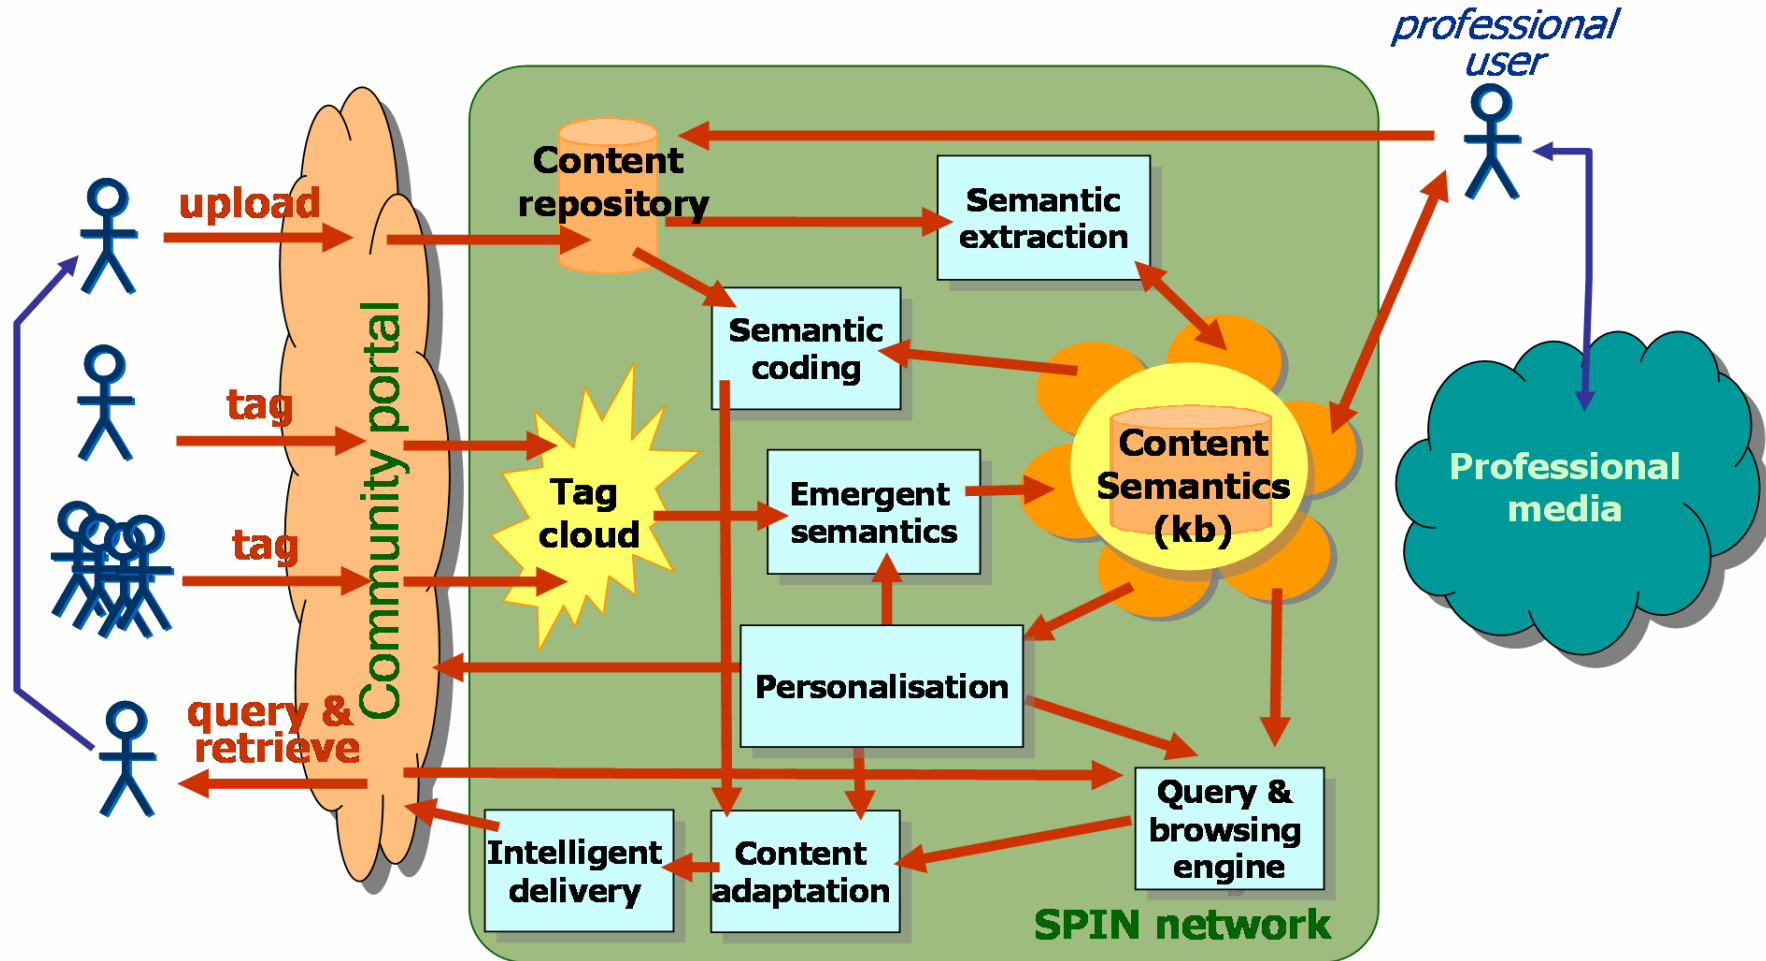 professional
user
Content
repository
upload
Semantic
extraction
Community portal
Semantic
coding
tag
Content
Semantics
(kb)
Professional
media
Tag
cloud
Emergent
semantics
tag
Personalisation
query &
retrieve
Query &
browsing
engine
Intelligent
delivery
Content
adaptation
SPIN network